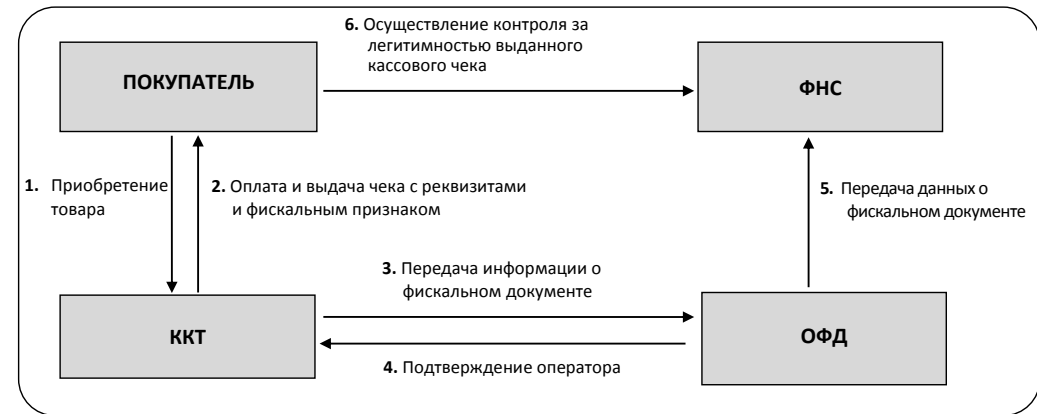 6. Осуществление контроля за
легитимностью выданного
кассового чека
ПОКУПАТЕЛЬ
ФНС
1. Приобретение
товара
2. Оплата и выдача чека с реквизитами
и фискальным признаком
5. Передача данных о
фискальном документе
3. Передача информации о
фискальном документе
ККТ
ОФД
4. Подтверждение оператора